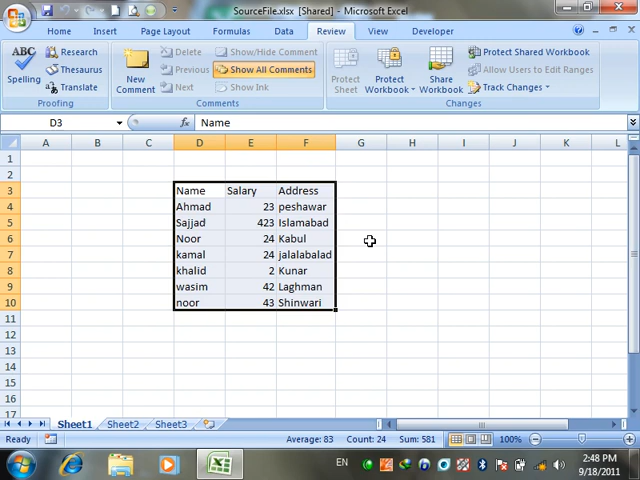 SourceFile.xlsx [Shared] - Microsoft Excel
Home Insert Page Layout Formulas Data Review View Developer
ABC
Spelling
Research
Thesaurus
Translate
Proofing
New Comment
Delete
Previous
Next
Show/Hide Comment
Show All Comments
Show Ink
Comments
Protect Sheet
Protect Workbook
Share Workbook
Protect Shared Workbook
Allow Users to Edit Ranges
Track Changes
Changes
D3 fx Name
A B C D E F G H I J K L
1
2
3 Name Salary Address
4 Ahmad 23 peshawar
5 Sajjad 423 Islamabad
6 Noor 24 Kabul
7 kamal 24 jalalabalad
8 khalid 2 Kunar
9 wasim 42 Laghman
10 noor 43 Shinwari
11
12
13
14
15
16
17
Sheet1 Sheet2 Sheet3
Ready Average: 83 Count: 24 Sum: 581 100%
EN 2:48 PM
9/18/2011